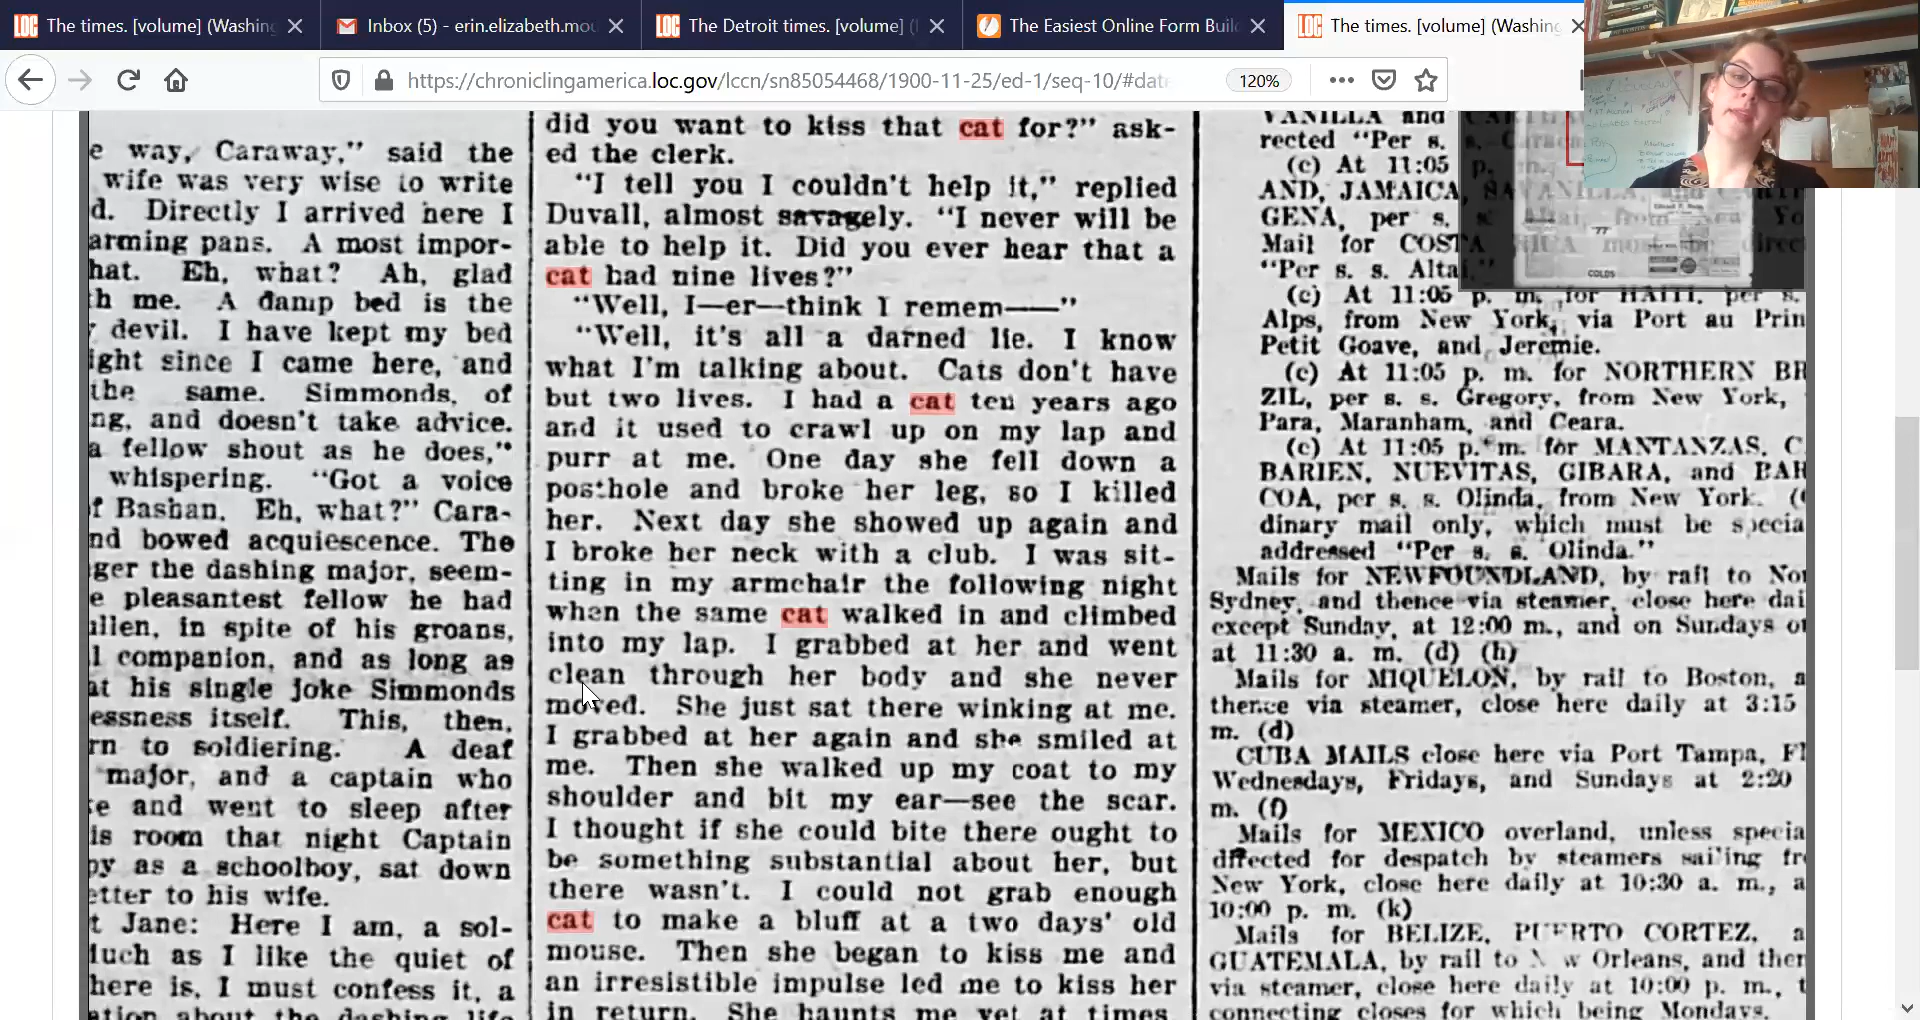 The times. [volume] (Washing
Inbox (5) - erin.elizabeth.mou
The Detroit times. [volume] (
The Easiest Online Form Buil
The times. [volume] (Washing
https://chroniclingamerica.loc.gov/lccn/sn85054468/1900-11-25/ed-1/seq-10/#date
120%
e way, Caraway," said the
wife was very wise to write
d. Directly I arrived here I
arming pans. A most impor-
hat. Eh, what? Ah, glad
th me. A damp bed is the
devil. I have kept my bed
ight since I came here, and
the same. Simmonds, of
ng, and doesn't take advice.
a fellow shout as he does,"
whispering. "Got a voice
f Bashan. Eh, what?" Cara-
nd bowed acquiescence. The
ger the dashing major, seem-
e pleasantest fellow he had
allen, in spite of his groans,
l companion, and as long as
at his single joke Simmonds
essness itself. This, then,
rn to soldiering. A deaf
major, and a captain who
e and went to sleep after
is room that night Captain
py as a schoolboy, sat down
etter to his wife.
t Jane: Here I am, a sol-
uch as I like the quiet of
here is, I must confess it, a
ation about the dashing life
did you want to kiss that cat for?" ask-
ed the clerk.
"I tell you I couldn't help it," replied
Duvall, almost savagely. "I never will be
able to help it. Did you ever hear that a
cat had nine lives?"
"Well, I—er—think I remem——"
"Well, it's all a darned lie. I know
what I'm talking about. Cats don't have
but two lives. I had a cat ten years ago
and it used to crawl up on my lap and
purr at me. One day she fell down a
posthole and broke her leg, so I killed
her. Next day she showed up again and
I broke her neck with a club. I was sit-
ting in my armchair the following night
when the same cat walked in and climbed
into my lap. I grabbed at her and went
clean through her body and she never
moved. She just sat there winking at me.
I grabbed at her again and she smiled at
me. Then she walked up my coat to my
shoulder and bit my ear—see the scar.
I thought if she could bite there ought to
be something substantial about her, but
there wasn't. I could not grab enough
cat to make a bluff at a two days' old
mouse. Then she began to kiss me and
an irresistible impulse led me to kiss her
in return. She haunts me yet at times,
VANILLA and CARTH
rected "Per s. s.
(c) At 11:05 p. m.
AND, JAMAICA, SAVANILLA
GENA, per s. s. Altai, from New Yo
Mail for COSTA RICA must be direc
"Per s. s. Altai."
(c) At 11:05 p. m. for HAITI, per s.
Alps, from New York, via Port au Prin
Petit Goave, and Jeremie.
(c) At 11:05 p. m. for NORTHERN BR
ZIL, per s. s. Gregory, from New York,
Para, Maranham, and Ceara.
(c) At 11:05 p. m. for MANTANZAS, C
BARIEN, NUEVITAS, GIBARA, and BAR
COA, per s. s. Olinda, from New York. (
dinary mail only, which must be specia
addressed "Per s. s. Olinda."
Mails for NEWFOUNDLAND, by rail to Nor
Sydney, and thence via steamer, close here dai
except Sunday, at 12:00 m., and on Sundays o
at 11:30 a. m. (d) (h)
Mails for MIQUELON, by rail to Boston, a
thence via steamer, close here daily at 3:15
m. (d)
CUBA MAILS close here via Port Tampa, Fl
Wednesdays, Fridays, and Sundays at 2:20
m. (f)
Mails for MEXICO overland, unless specia
directed for despatch by steamers sailing fr
New York, close here daily at 10:30 a. m., a
10:00 p. m. (k)
Mails for BELIZE, PUERTO CORTEZ, a
GUATEMALA, by rail to New Orleans, and then
via steamer, close here daily at 10:00 p. m., t
connecting closes for which being Mondays.
COLDS